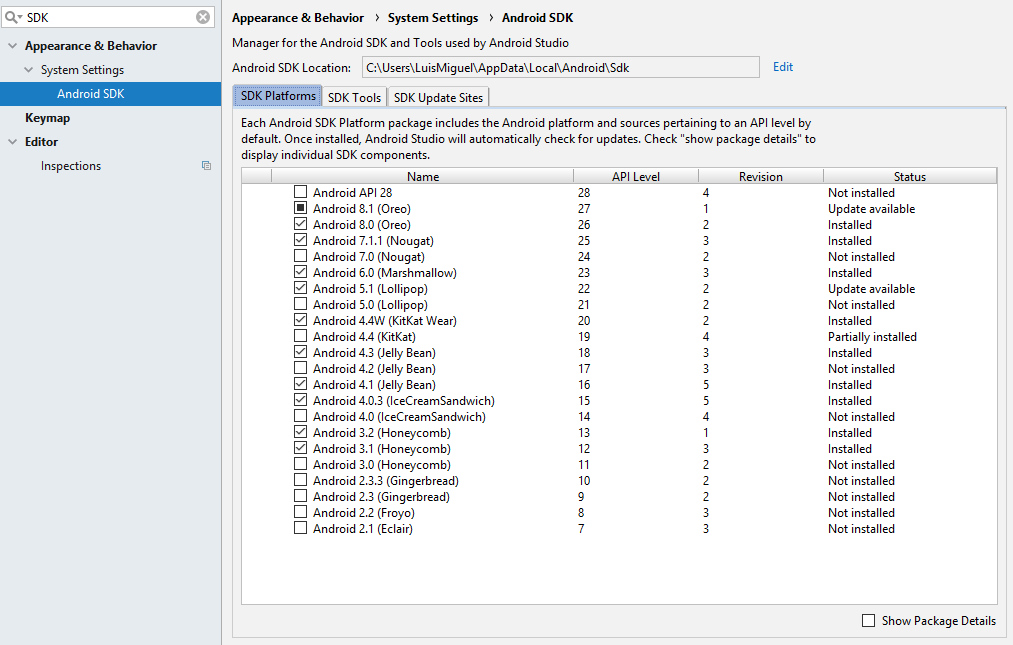 SDK
Appearance & Behavior
System Settings
Android SDK
Keymap
Editor
Inspections
Appearance & Behavior › System Settings › Android SDK
Manager for the Android SDK and Tools used by Android Studio
Android SDK Location: C:\Users\LuisMiguel\AppData\Local\Android\Sdk Edit
SDK Platforms SDK Tools SDK Update Sites
Each Android SDK Platform package includes the Android platform and sources pertaining to an API level by
default. Once installed, Android Studio will automatically check for updates. Check "show package details" to
display individual SDK components.
Name API Level Revision Status
Android API 28 28 4 Not installed
Android 8.1 (Oreo) 27 1 Update available
Android 8.0 (Oreo) 26 2 Installed
Android 7.1.1 (Nougat) 25 3 Installed
Android 7.0 (Nougat) 24 2 Not installed
Android 6.0 (Marshmallow) 23 3 Installed
Android 5.1 (Lollipop) 22 2 Update available
Android 5.0 (Lollipop) 21 2 Not installed
Android 4.4W (KitKat Wear) 20 2 Installed
Android 4.4 (KitKat) 19 4 Partially installed
Android 4.3 (Jelly Bean) 18 3 Installed
Android 4.2 (Jelly Bean) 17 3 Not installed
Android 4.1 (Jelly Bean) 16 5 Installed
Android 4.0.3 (IceCreamSandwich) 15 5 Installed
Android 4.0 (IceCreamSandwich) 14 4 Not installed
Android 3.2 (Honeycomb) 13 1 Installed
Android 3.1 (Honeycomb) 12 3 Installed
Android 3.0 (Honeycomb) 11 2 Not installed
Android 2.3.3 (Gingerbread) 10 2 Not installed
Android 2.3 (Gingerbread) 9 2 Not installed
Android 2.2 (Froyo) 8 3 Not installed
Android 2.1 (Eclair) 7 3 Not installed
Show Package Details